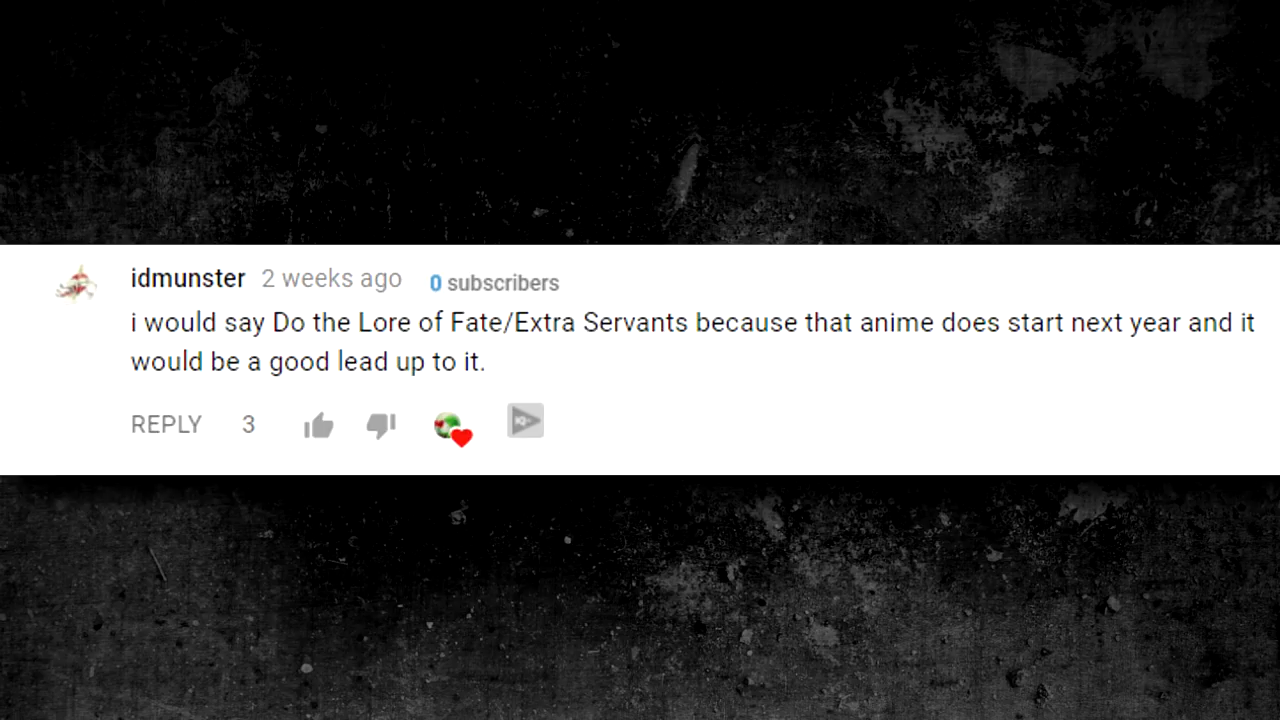 idmunster 2 weeks ago 0 subscribers
i would say Do the Lore of Fate/Extra Servants because that anime does start next year and it
would be a good lead up to it.
REPLY 3